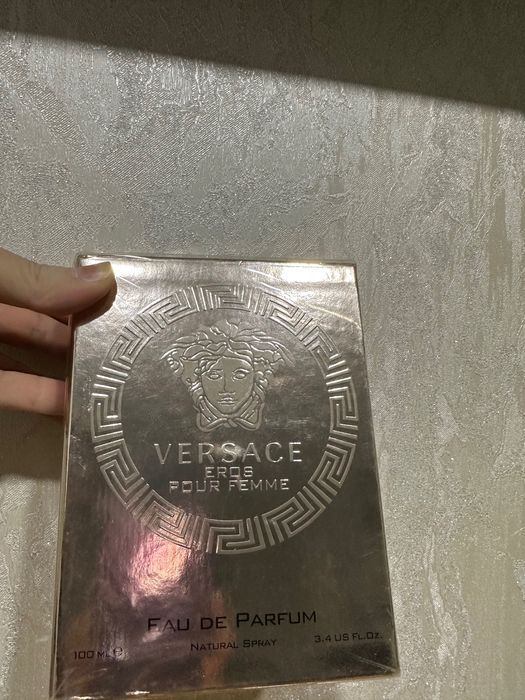 VERSACE
EROS
POUR FEMME
EAU DE PARFUM
100 ML ℮ NATURAL SPRAY 3.4 US FL.OZ.